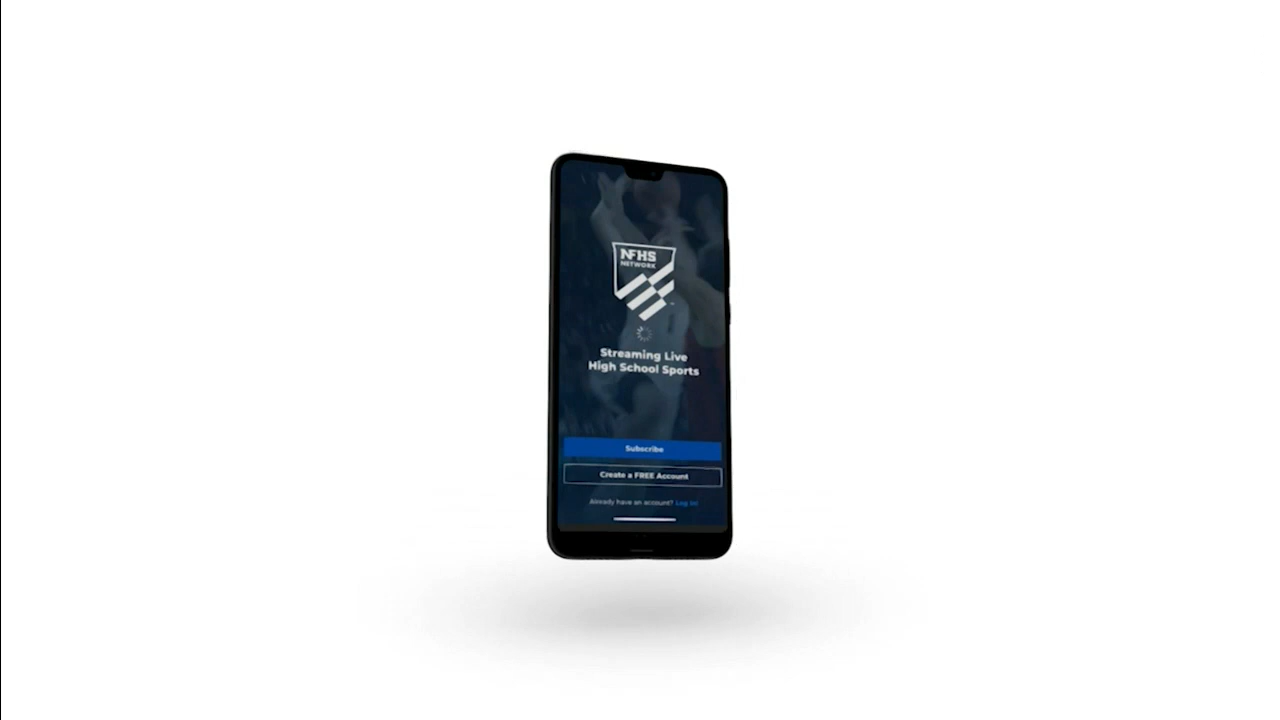 NFHS
NETWORK
Streaming Live
High School Sports
Subscribe
Create a FREE Account
Already have an account? Log In!